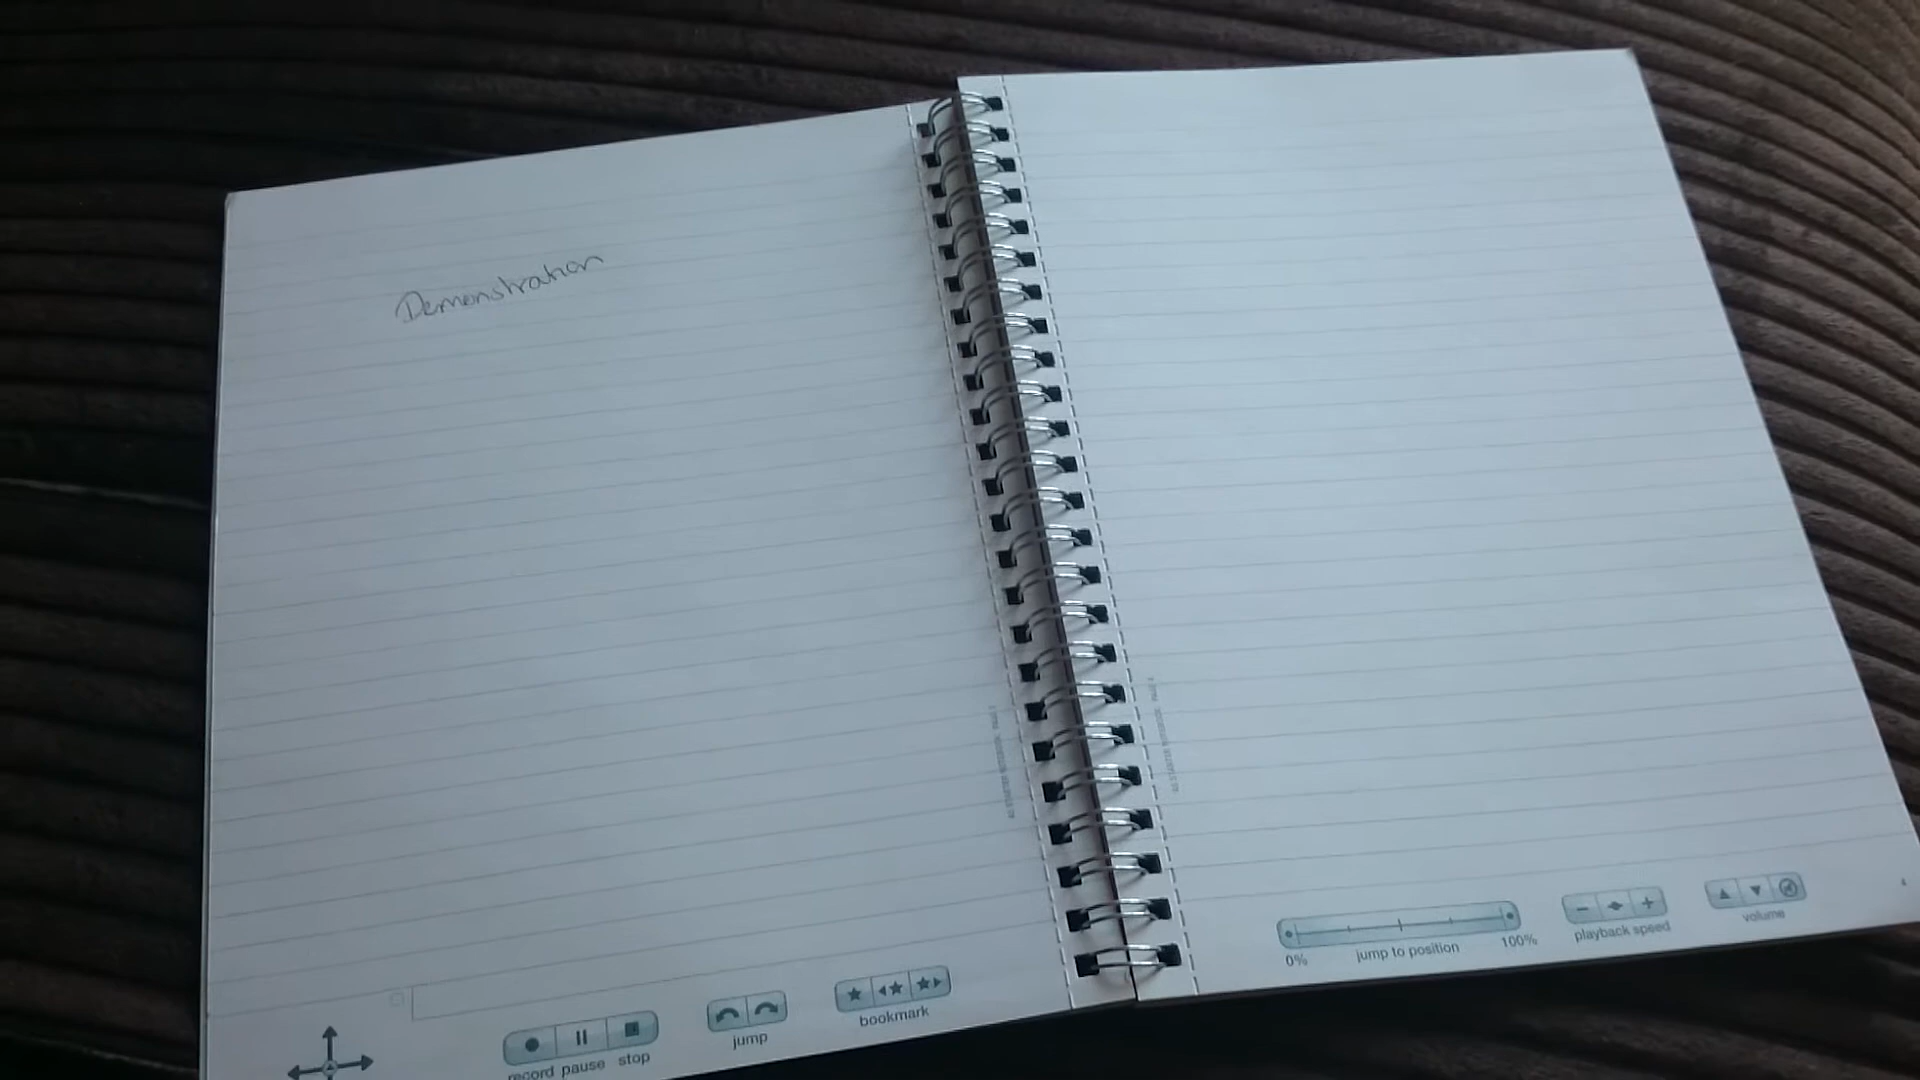 Demonstration
record pause stop
jump
bookmark
0% jump to position 100%
playback speed
volume